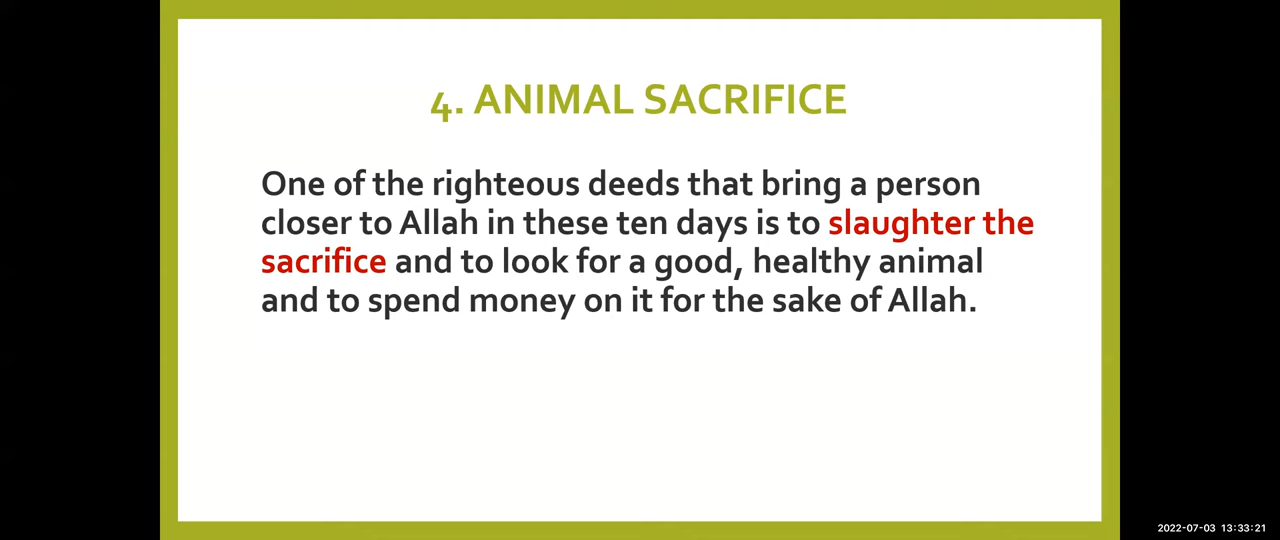 4. ANIMAL SACRIFICE
One of the righteous deeds that bring a person
closer to Allah in these ten days is to slaughter the
sacrifice and to look for a good, healthy animal
and to spend money on it for the sake of Allah.
2022-07-03 13:33:21